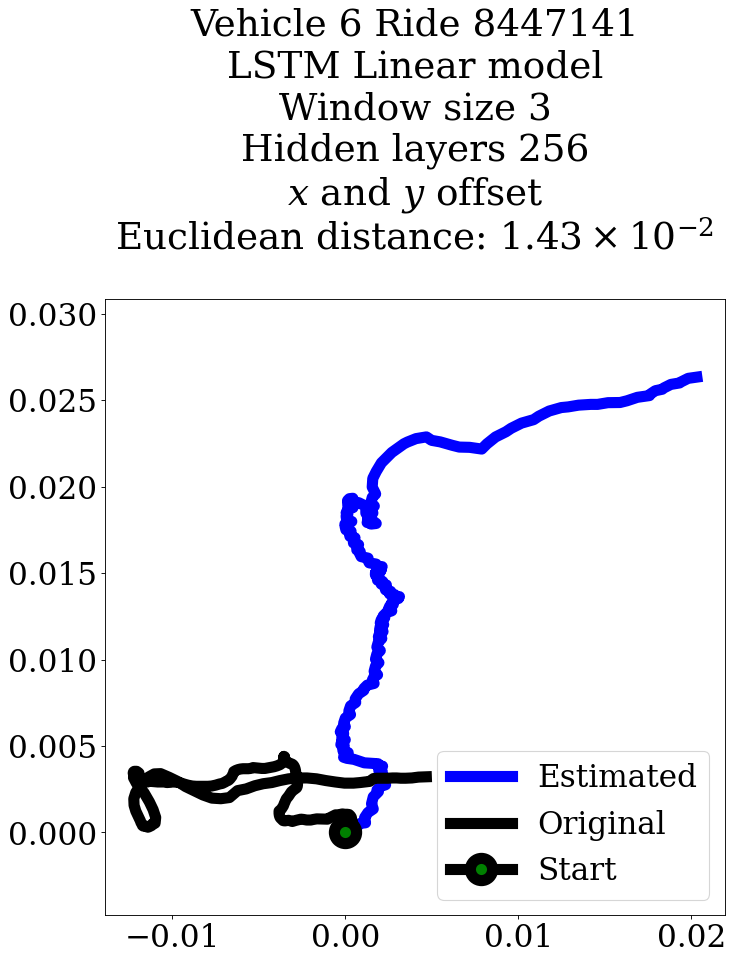 Vehicle 6 Ride 8447141
LSTM Linear model
Window size 3
Hidden layers 256
x and y offset
Euclidean distance: 1.43 × 10⁻²
0.030
0.025
0.020
0.015
0.010
0.005
0.000
Estimated
Original
Start
−0.01
0.00
0.01
0.02